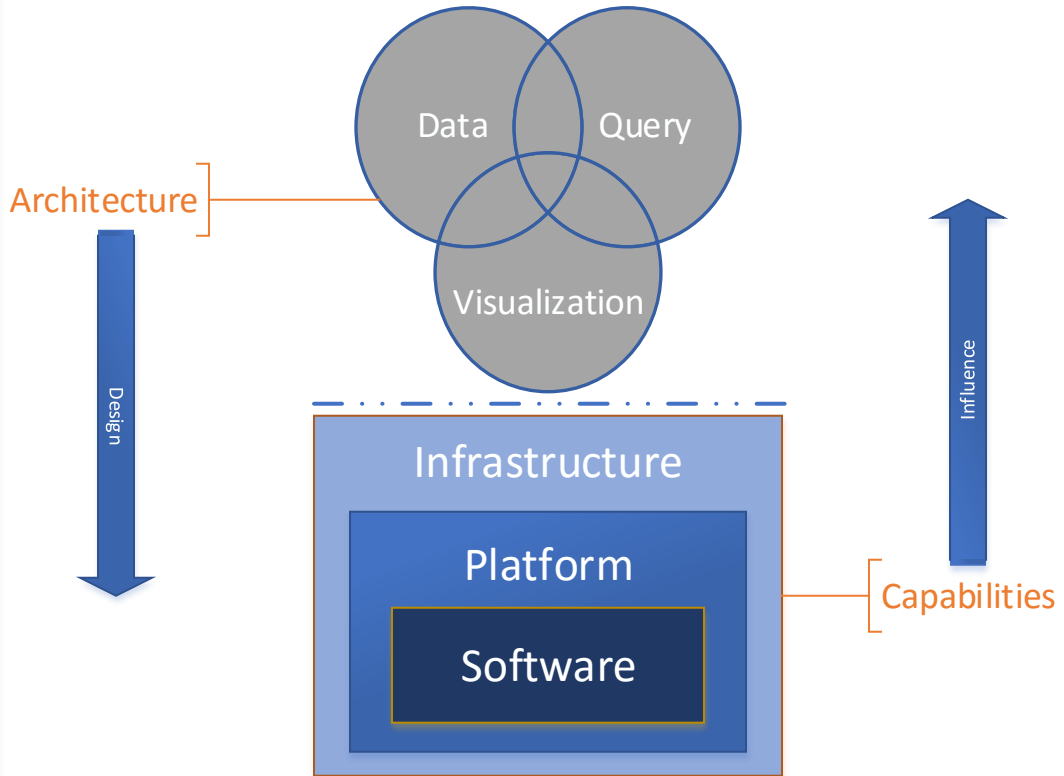 Data
Query
Architecture
Visualization
Design
Influence
Infrastructure
Platform
Capabilities
Software